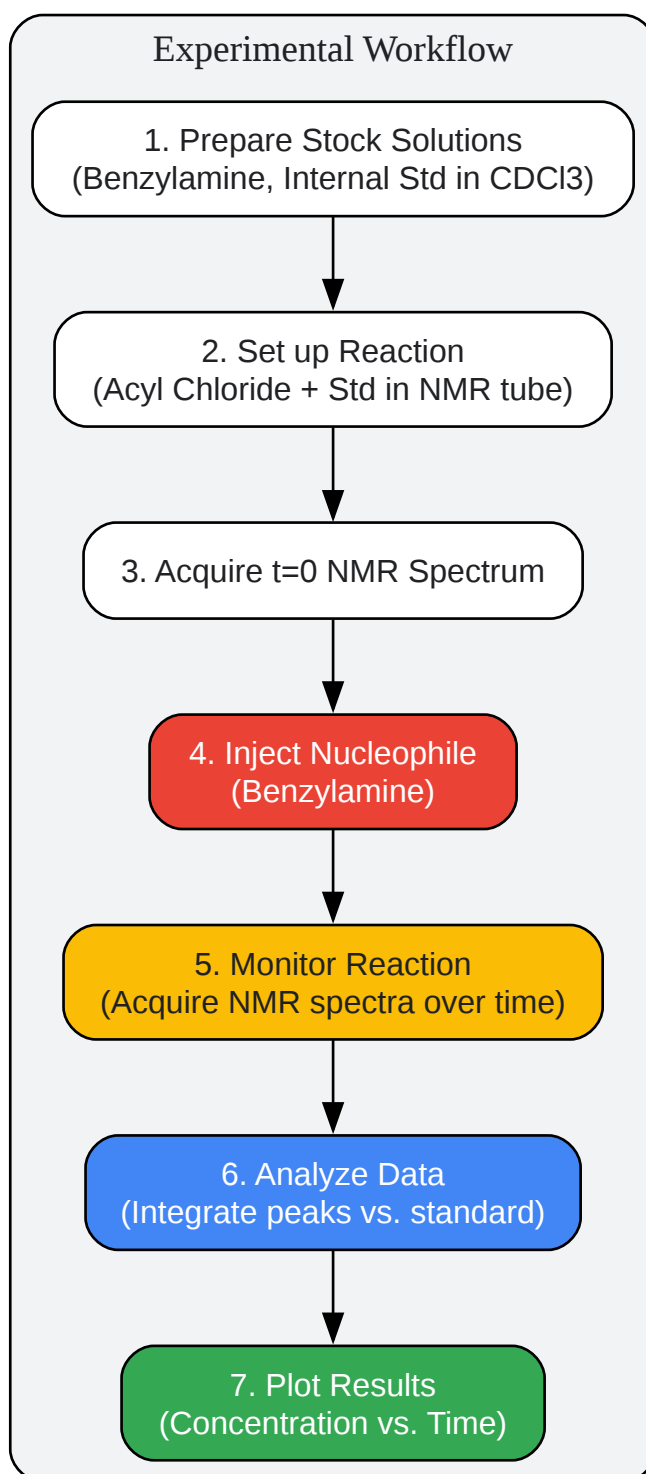 Experimental Workflow
1. Prepare Stock Solutions
(Benzylamine, Internal Std in CDCl3)
2. Set up Reaction
(Acyl Chloride + Std in NMR tube)
3. Acquire t=0 NMR Spectrum
4. Inject Nucleophile
(Benzylamine)
5. Monitor Reaction
(Acquire NMR spectra over time)
6. Analyze Data
(Integrate peaks vs. standard)
7. Plot Results
(Concentration vs. Time)